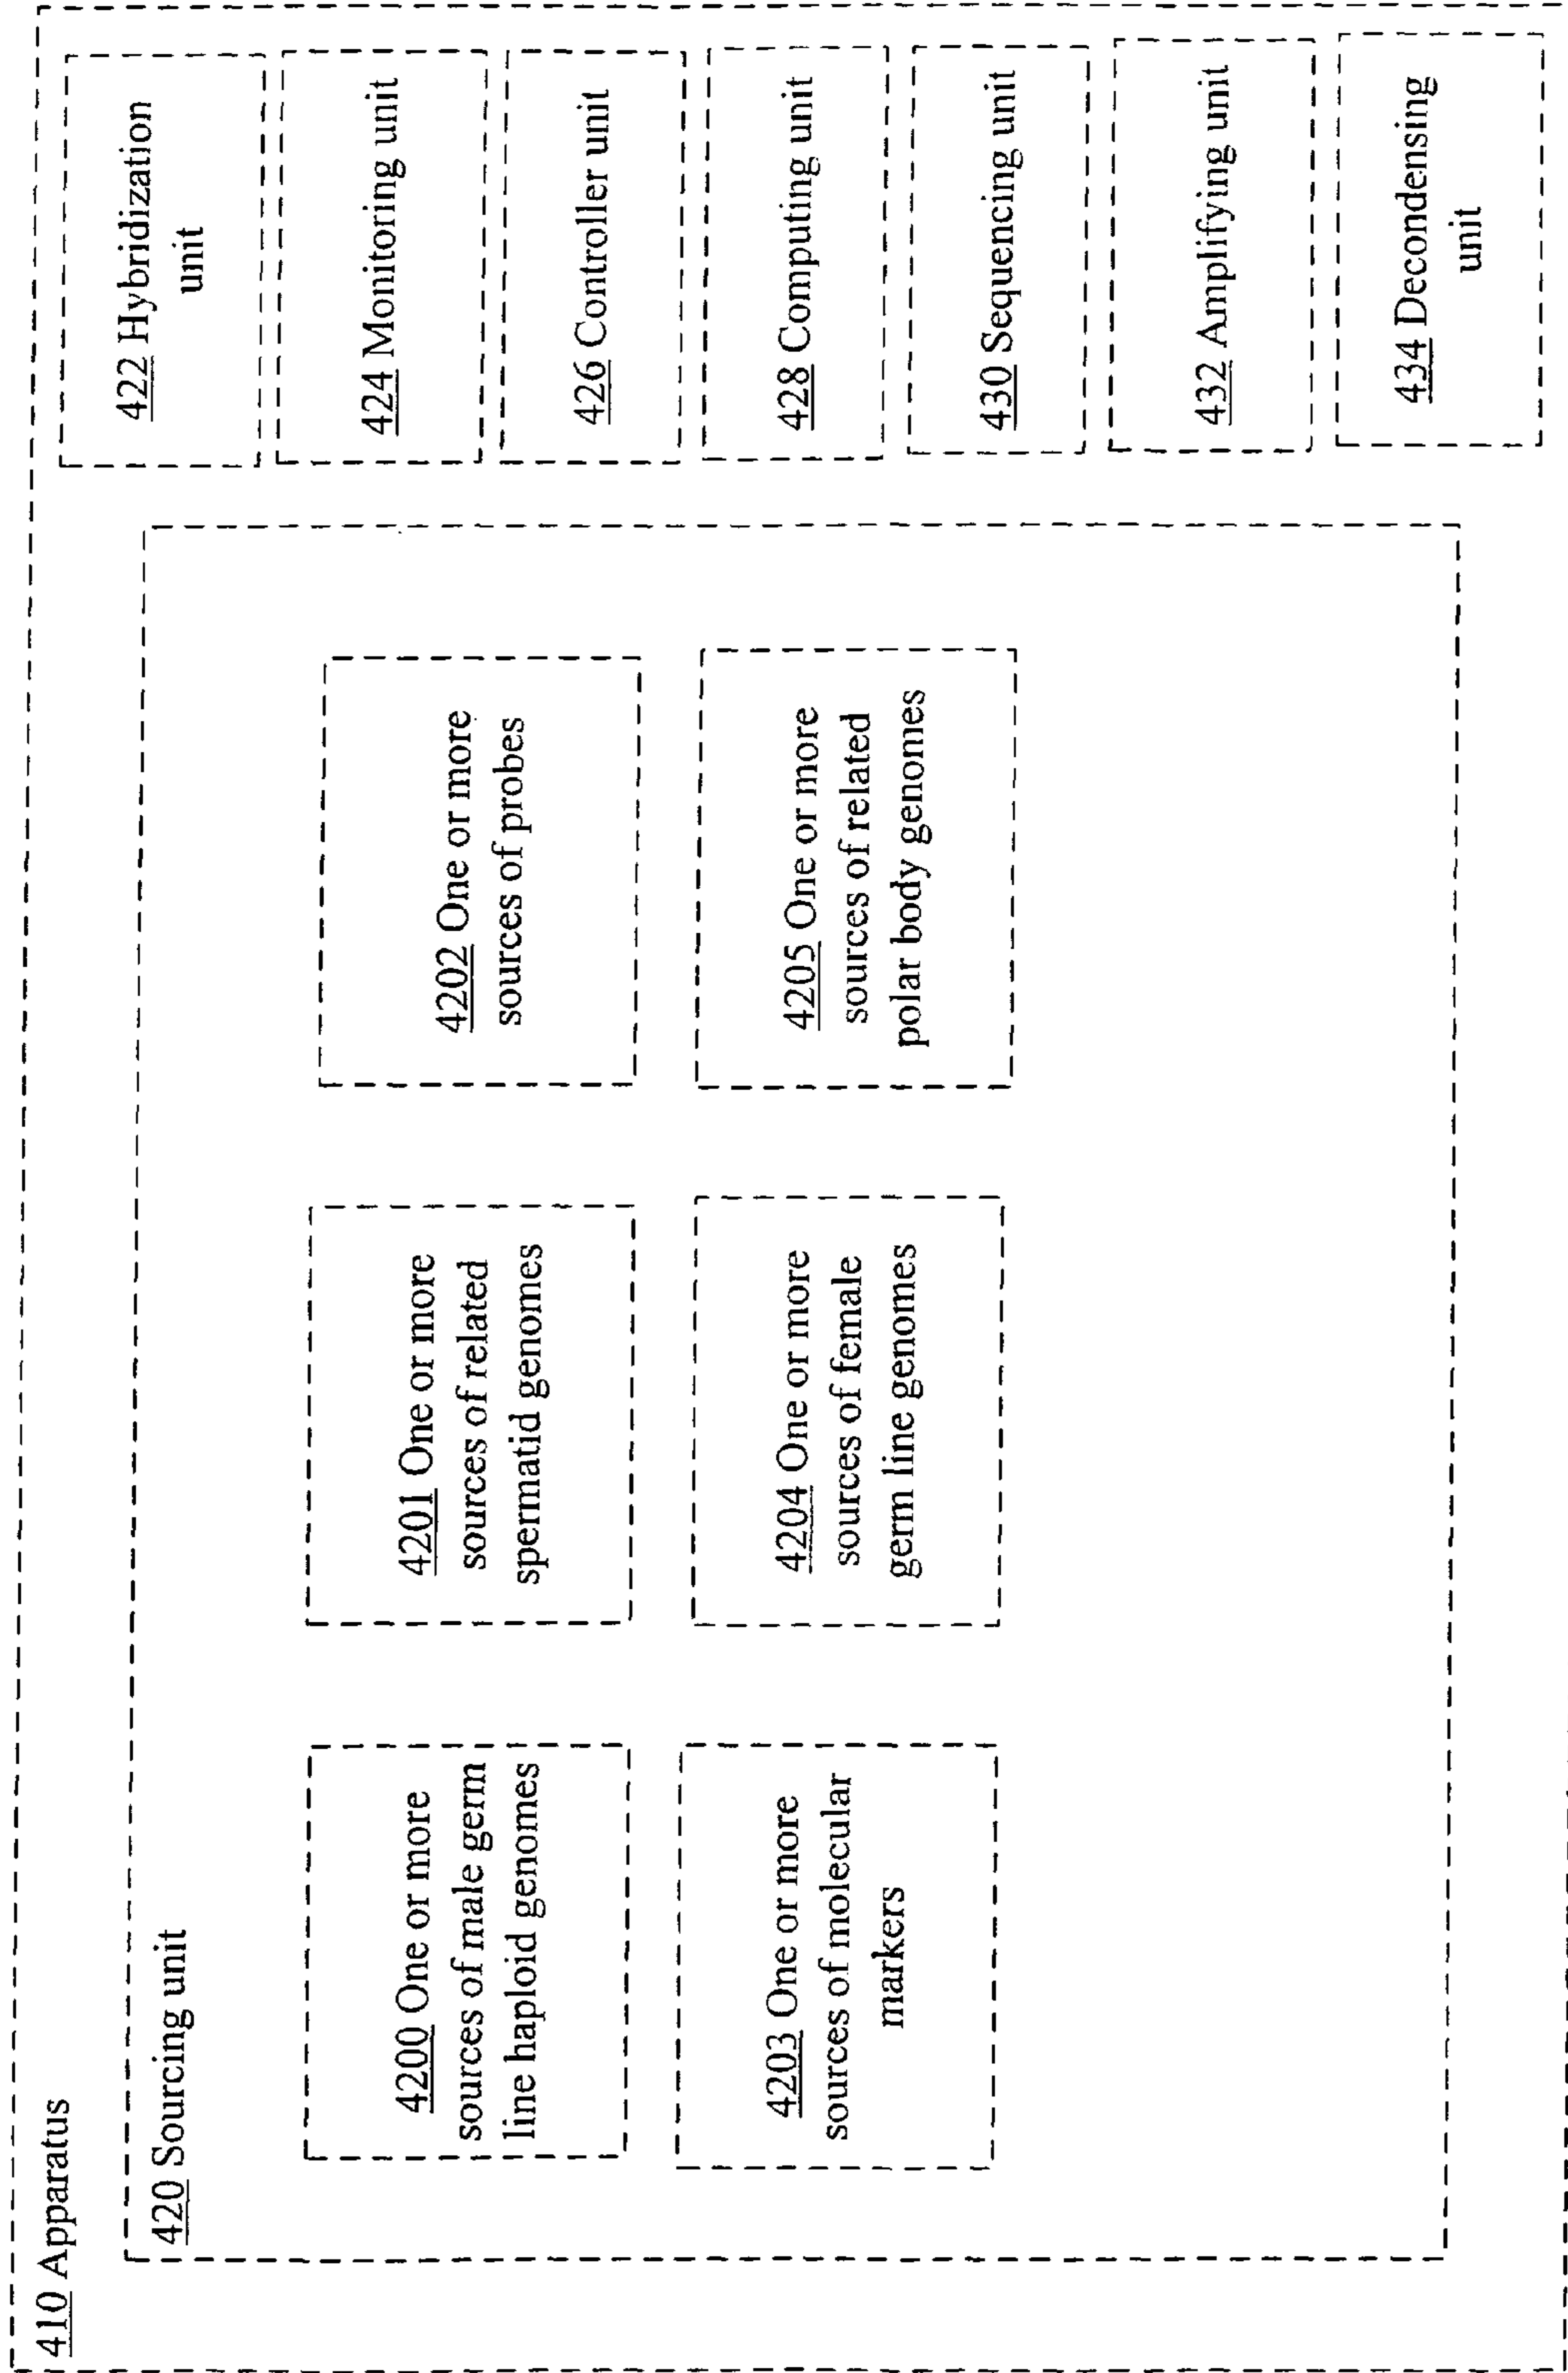 410 Apparatus
420 Sourcing unit
4200 One or more
sources of male germ
line haploid genomes
4201 One or more
sources of related
spermatid genomes
4202 One or more
sources of probes
4203 One or more
sources of molecular
markers
4204 One or more
sources of female
germ line genomes
4205 One or more
sources of related
polar body genomes
422 Hybridization
unit
424 Monitoring unit
426 Controller unit
428 Computing unit
430 Sequencing unit
432 Amplifying unit
434 Decondensing
unit